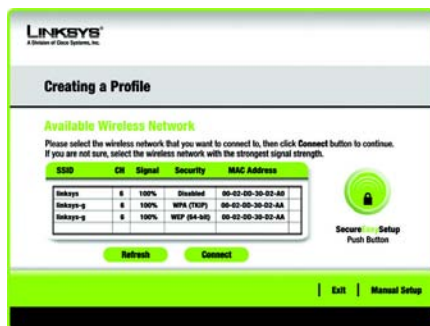 LINKSYS®
A Division of Cisco Systems, Inc.
Creating a Profile
Available Wireless Network
Please select the wireless network that you want to connect to, then click Connect button to continue.
If you are not sure, select the wireless network with the strongest signal strength.
SSID CH Signal Security MAC Address
linksys 6 100% Disabled 00-02-DD-30-D2-A0
linksys-g 6 100% WPA (TKIP) 00-02-DD-30-D2-AA
linksys-g 6 100% WEP (64-bit) 00-02-DD-30-D2-AA
SecureEasySetup
Push Button
Refresh Connect
Exit Manual Setup